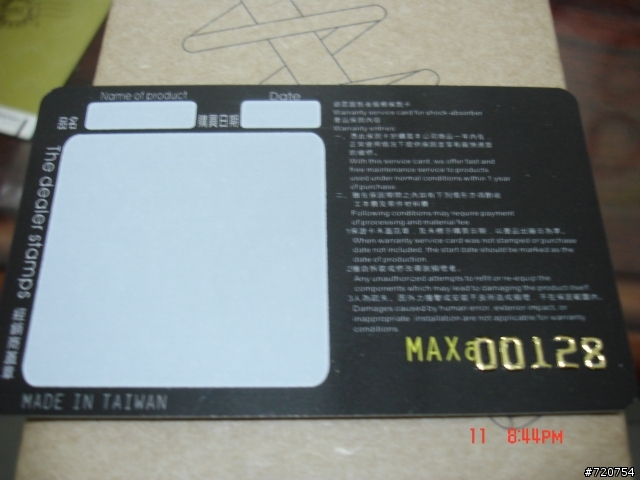 Name of product
Date
品名
購買日期
The dealer stamps 經銷商蓋章
MADE IN TAIWAN
Warranty service card for shock-absorber
Warranty entries
With this service card, we offer fast and
free maintenance service to products
used under normal conditions within 1 year
of purchase.
Following conditions may require payment
of processing and material fee.
When warranty service card was not stamped or purchase
date not included, the start date should be marked as the
date of production.
Any unauthorized attempts to refill or re-equip the
components which may lead to damaging the product itself.
Damages caused by human error, exterior impact, or
inappropriate installation are not applicable for warranty
conditions.
MAXa00128
11 8:44PM
#720754